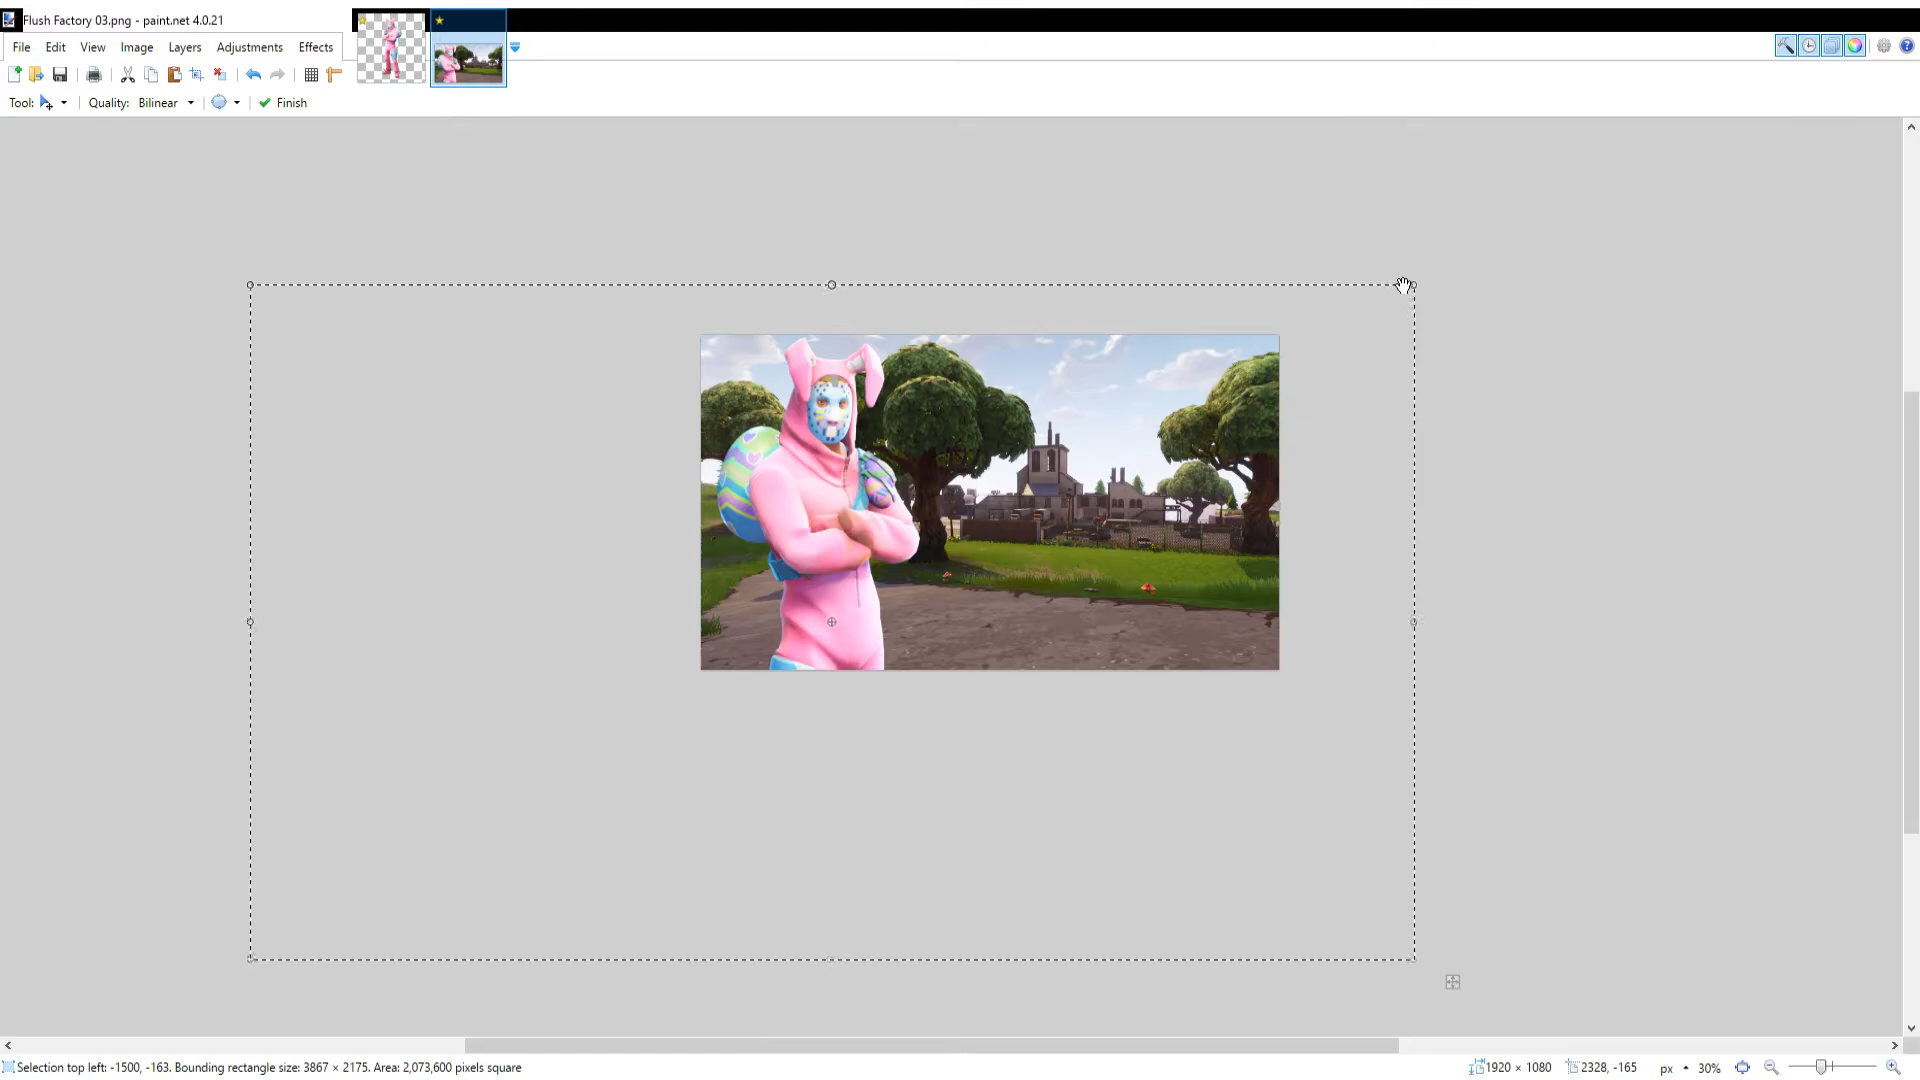 Flush Factory 03.png - paint.net 4.0.21
File Edit View Image Layers Adjustments Effects
Tool: Quality: Bilinear Finish
Selection top left: -1500, -163. Bounding rectangle size: 3867 × 2175. Area: 2,073,600 pixels square 1920 × 1080 2328, -165 px 30%